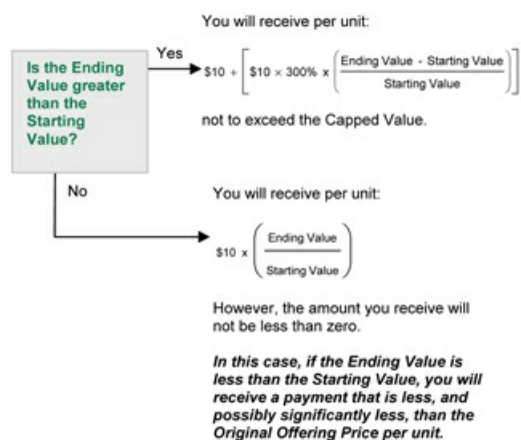 You will receive per unit:
Is the Ending
Value greater
than the
Starting
Value?
Yes
$10 + [ $10 × 300% × ( Ending Value - Starting Value
Starting Value ) ]
not to exceed the Capped Value.
No
You will receive per unit:
$10 × ( Ending Value
Starting Value )
However, the amount you receive will
not be less than zero.
In this case, if the Ending Value is
less than the Starting Value, you will
receive a payment that is less, and
possibly significantly less, than the
Original Offering Price per unit.